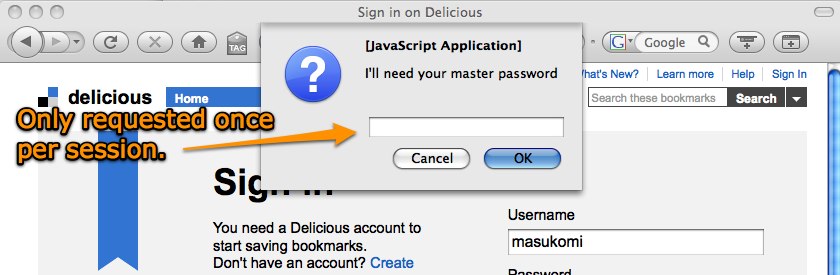 Sign in on Delicious
TAG
Google
[JavaScript Application]
I'll need your master password
Cancel
OK
What's New?
Learn more
Help
Sign In
delicious
Home
Search these bookmarks
Search
Only requested once
per session.
Sign in
You need a Delicious account to
start saving bookmarks.
Don't have an account? Create
Username
masukomi
Password